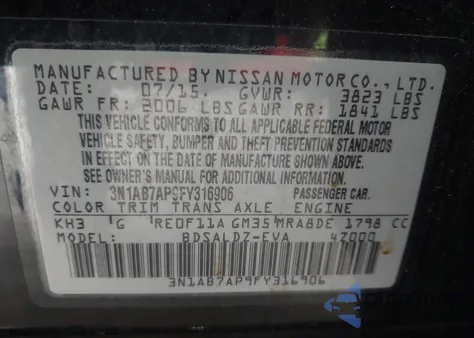 MANUFACTURED BY NISSAN MOTOR CO., LTD.
DATE: 07/15. GVWR: 3823 LBS
GAWR FR: 2006 LBS GAWR RR: 1841 LBS
THIS VEHICLE CONFORMS TO ALL APPLICABLE FEDERAL MOTOR
VEHICLE SAFETY, BUMPER AND THEFT PREVENTION STANDARDS
IN EFFECT ON THE DATE OF MANUFACTURE SHOWN ABOVE.
SEE OWNER'S MANUAL FOR ADDITIONAL INFORMATION.
VIN: 3N1AB7AP9FY316906 PASSENGER CAR.
COLOR TRIM TRANS AXLE ENGINE
KH3 G RE0F11A GM35 MRA8DE 1798 CC
MODEL: BDSALDZ-EVA 4Z000
3N1AB7AP9FY316906